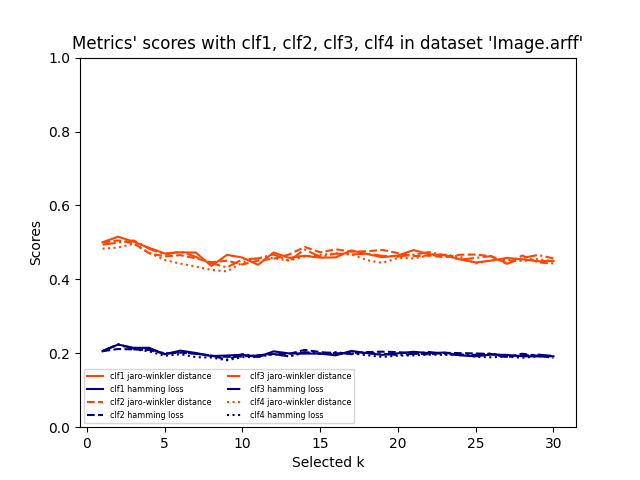 Metrics' scores with clf1, clf2, clf3, clf4 in dataset 'Image.arff'
1.0
0.8
0.6
0.4
0.2
0.0
Scores
clf1 jaro-winkler distance
clf1 hamming loss
clf2 jaro-winkler distance
clf2 hamming loss
clf3 jaro-winkler distance
clf3 hamming loss
clf4 jaro-winkler distance
clf4 hamming loss
0 5 10 15 20 25 30
Selected k